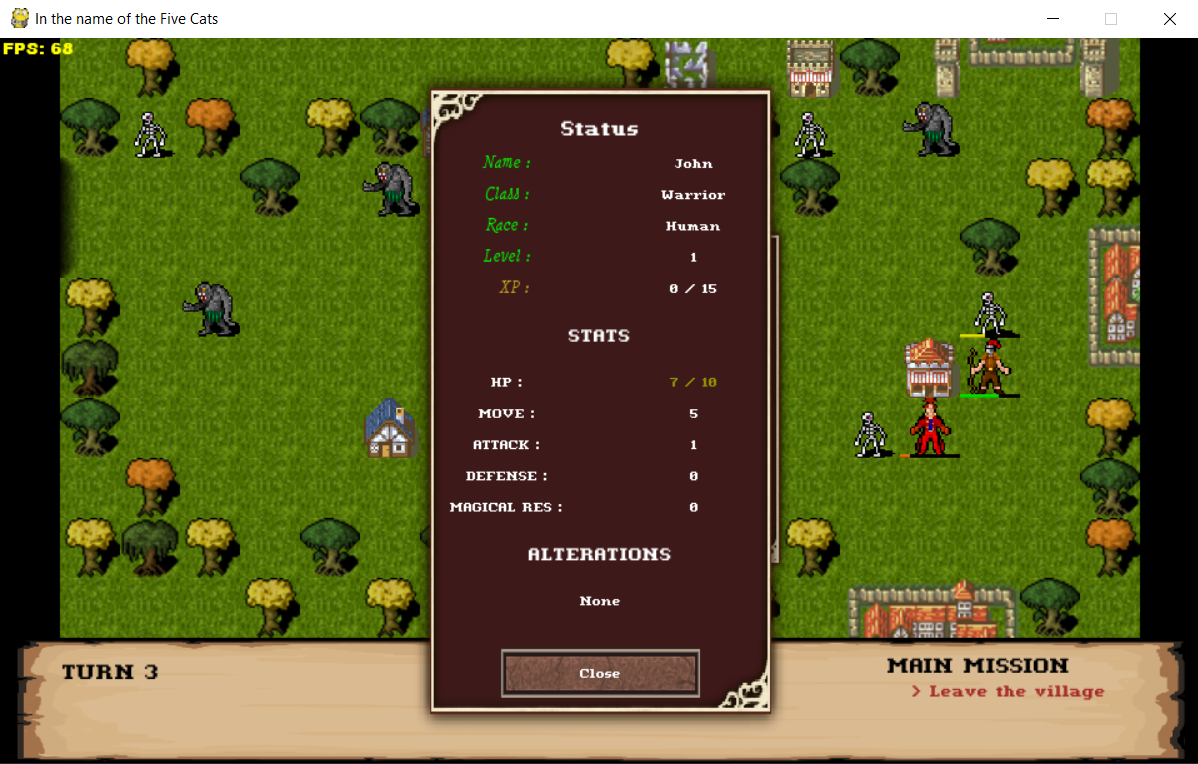 In the name of the Five Cats
FPS: 68
Status
Name : John
Class : Warrior
Race : Human
Level : 1
XP : 0 / 15
STATS
HP : 7 / 10
MOVE : 5
ATTACK : 1
DEFENSE : 0
MAGICAL RES : 0
ALTERATIONS
None
Close
TURN 3
MAIN MISSION
> Leave the village